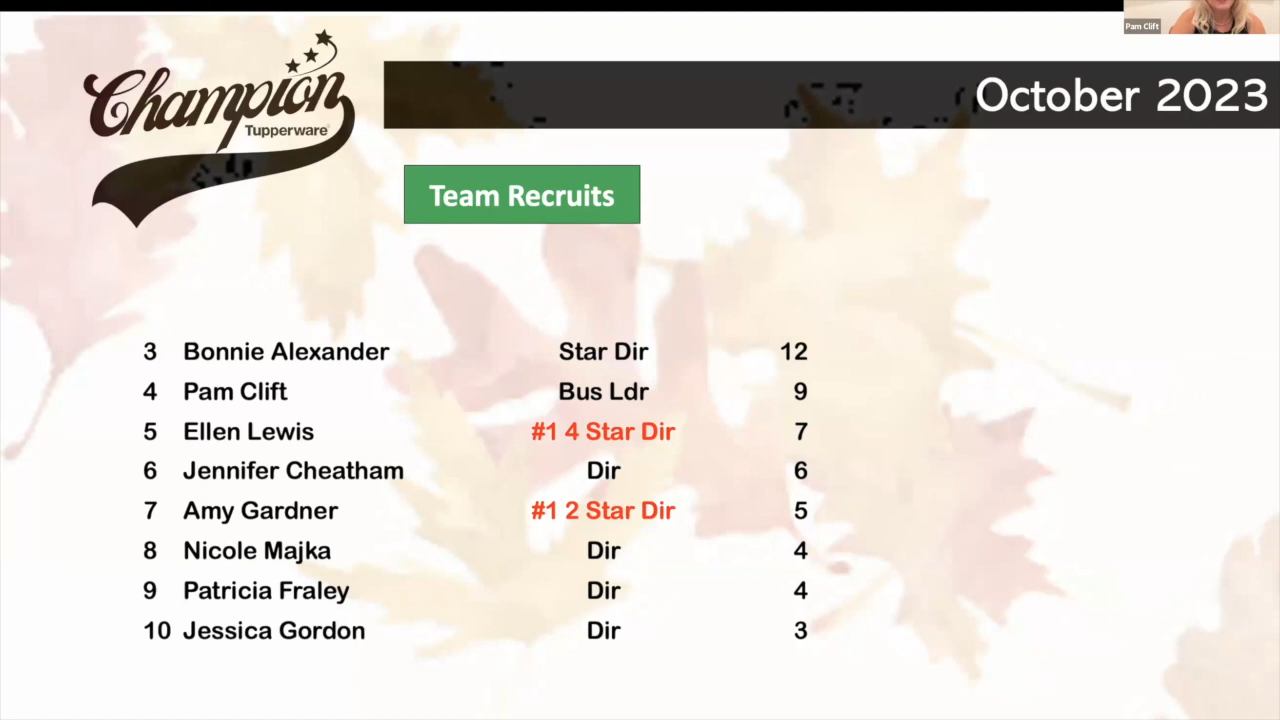 Pam Clift
Champion
Tupperware
October 2023
Team Recruits
3 Bonnie Alexander Star Dir 12
4 Pam Clift Bus Ldr 9
5 Ellen Lewis #1 4 Star Dir 7
6 Jennifer Cheatham Dir 6
7 Amy Gardner #1 2 Star Dir 5
8 Nicole Majka Dir 4
9 Patricia Fraley Dir 4
10 Jessica Gordon Dir 3